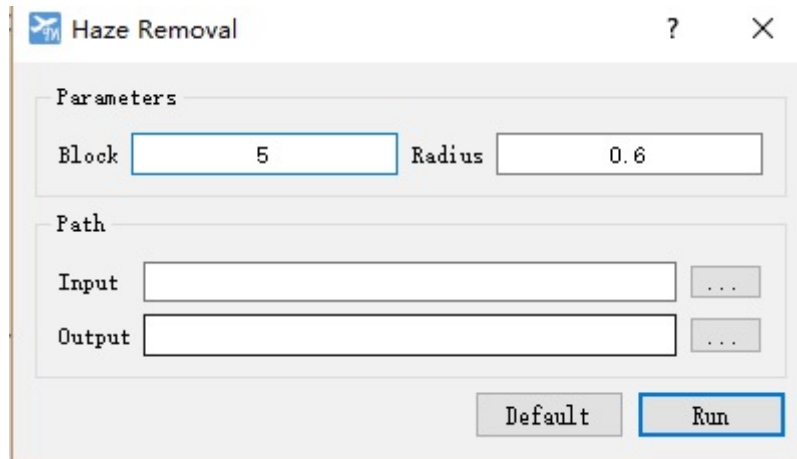 Haze Removal ? ×
Parameters
Block 5 Radius 0.6
Path
Input ...
Output ...
Default Run